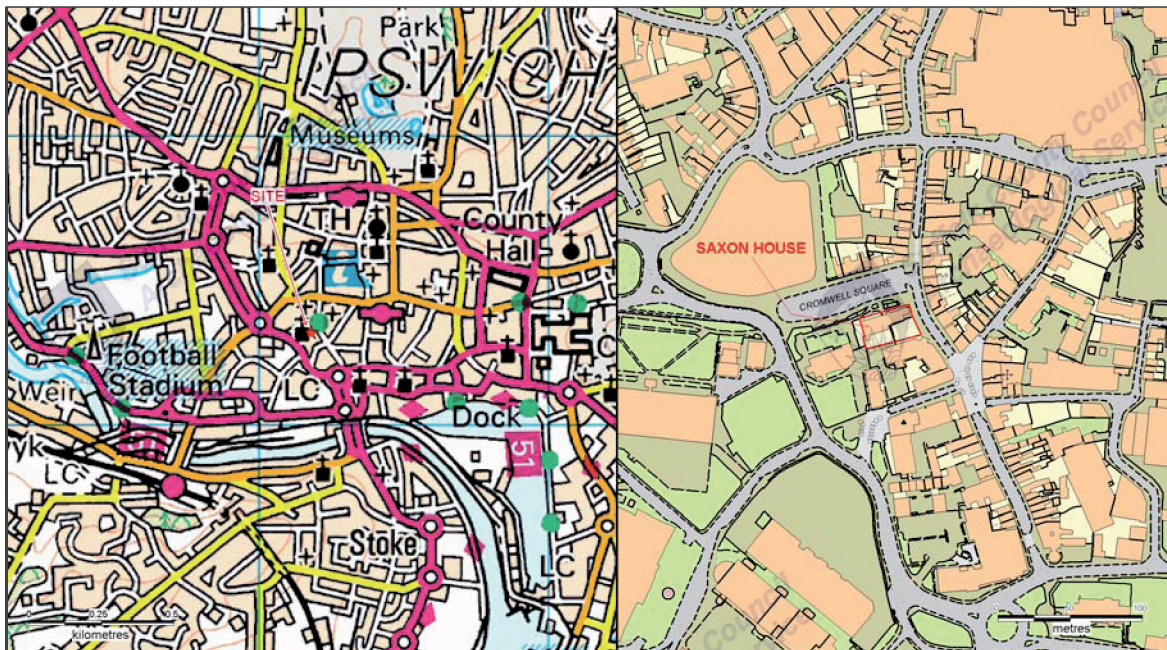 Park
IPSWICH
Museums
SITE
TH
County
Hall
Football
Stadium
Weir
LC
Dock
51
yk
LC
Stoke
LC
0 0.25 0.5
kilometres
SAXON HOUSE
CROMWELL SQUARE
0 50 100
metres